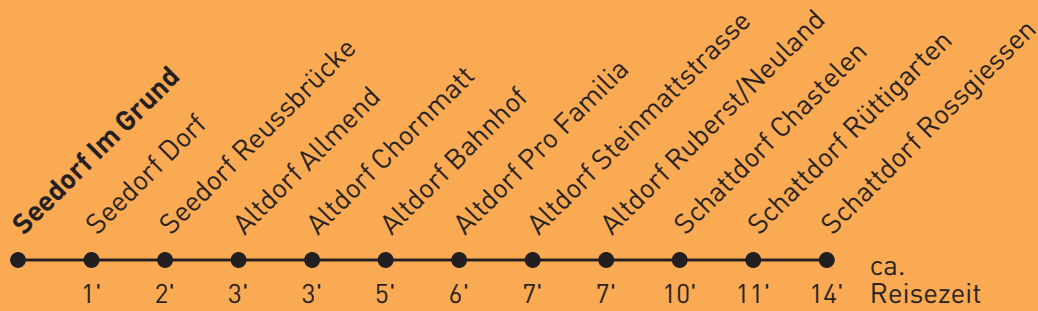 Seedorf Im Grund
Seedorf Dorf
Seedorf Reussbrücke
Altdorf Allmend
Altdorf Chornmatt
Altdorf Bahnhof
Altdorf Pro Familia
Altdorf Steinmattstrasse
Altdorf Ruberst/Neuland
Schattdorf Chastelen
Schattdorf Rüttigarten
Schattdorf Rossgiessen
1' 2' 3' 3' 5' 6' 7' 7' 10' 11' 14'
ca.
Reisezeit